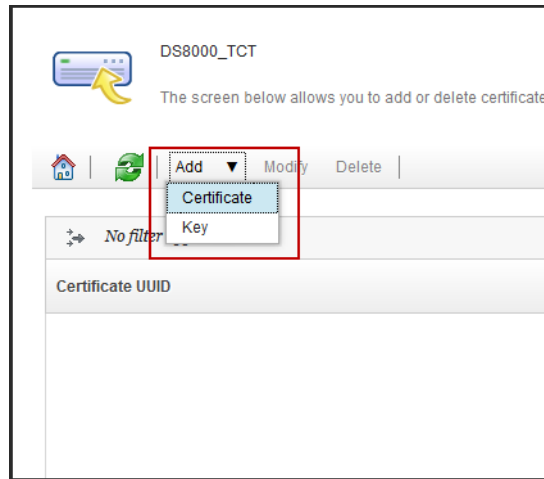 DS8000_TCT
The screen below allows you to add or delete certificate
Add ▼ Modify Delete
Certificate
Key
No filter
Certificate UUID